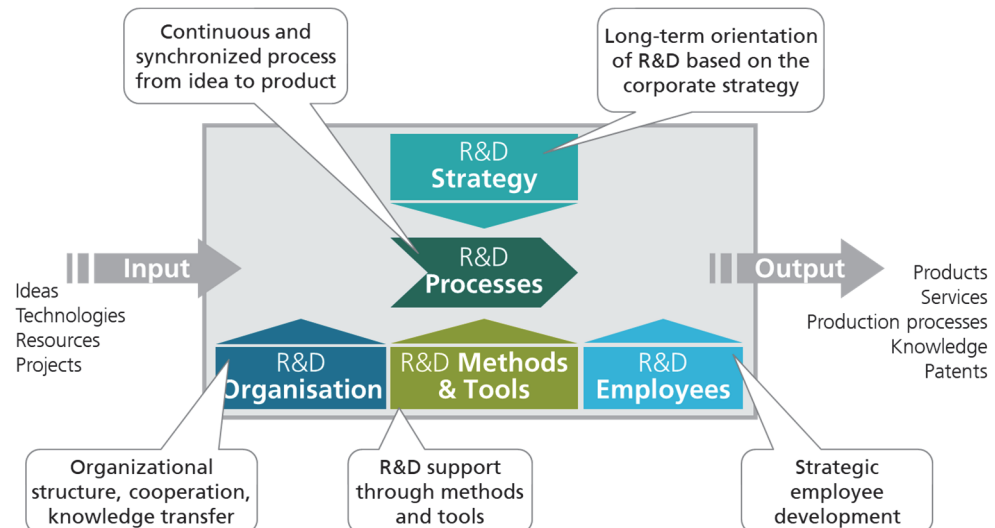 Continuous and
synchronized process
from idea to product
Long-term orientation
of R&D based on the
corporate strategy
R&D
Strategy
R&D
Processes
Input
Ideas
Technologies
Resources
Projects
Output
Products
Services
Production processes
Knowledge
Patents
R&D
Organisation
R&D Methods
& Tools
R&D
Employees
Organizational
structure, cooperation,
knowledge transfer
R&D support
through methods
and tools
Strategic
employee
development